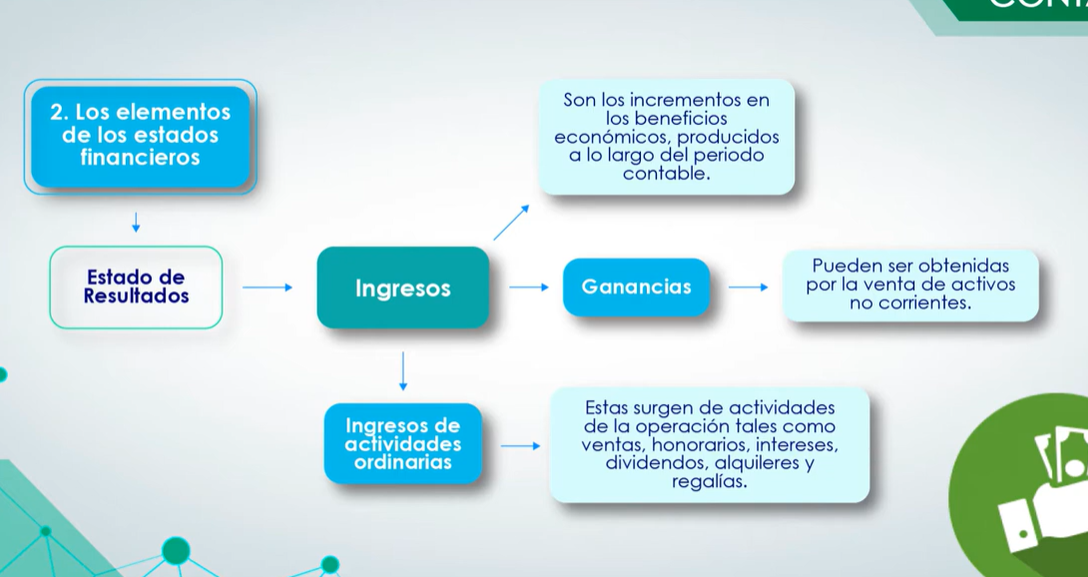 2. Los elementos
de los estados
financieros
Son los incrementos en
los beneficios
económicos, producidos
a lo largo del periodo
contable.
Estado de
Resultados
Ingresos
Ganancias
Pueden ser obtenidas
por la venta de activos
no corrientes.
Ingresos de
actividades
ordinarias
Estas surgen de actividades
de la operación tales como
ventas, honorarios, intereses,
dividendos, alquileres y
regalías.